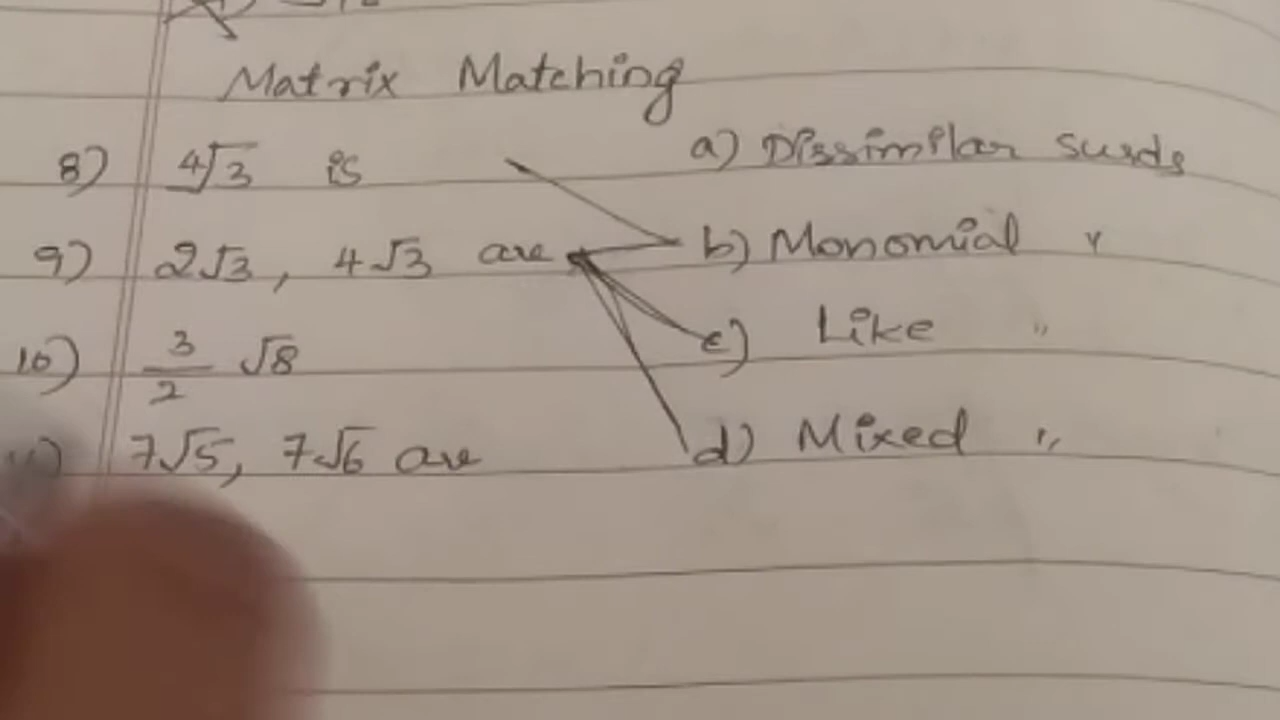 Matrix Matching
8) ∜3 is a) Dissimilar surds
9) 2√3, 4√3 are b) Monomial "
10) 3/2 √8 c) Like "
7√5, 7√6 are d) Mixed "